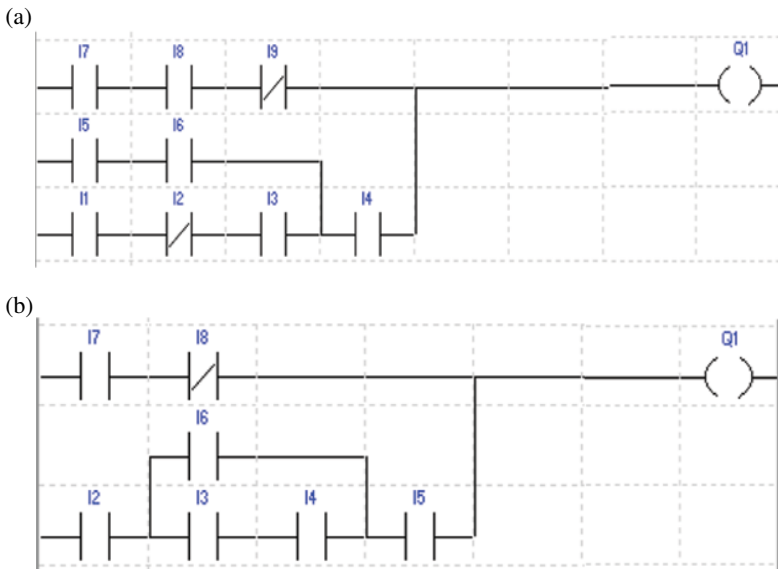 (a)
I7 I8 I9 Q1
I5 I6
I1 I2 I3 I4
(b)
I7 I8 Q1
I6
I2 I3 I4 I5